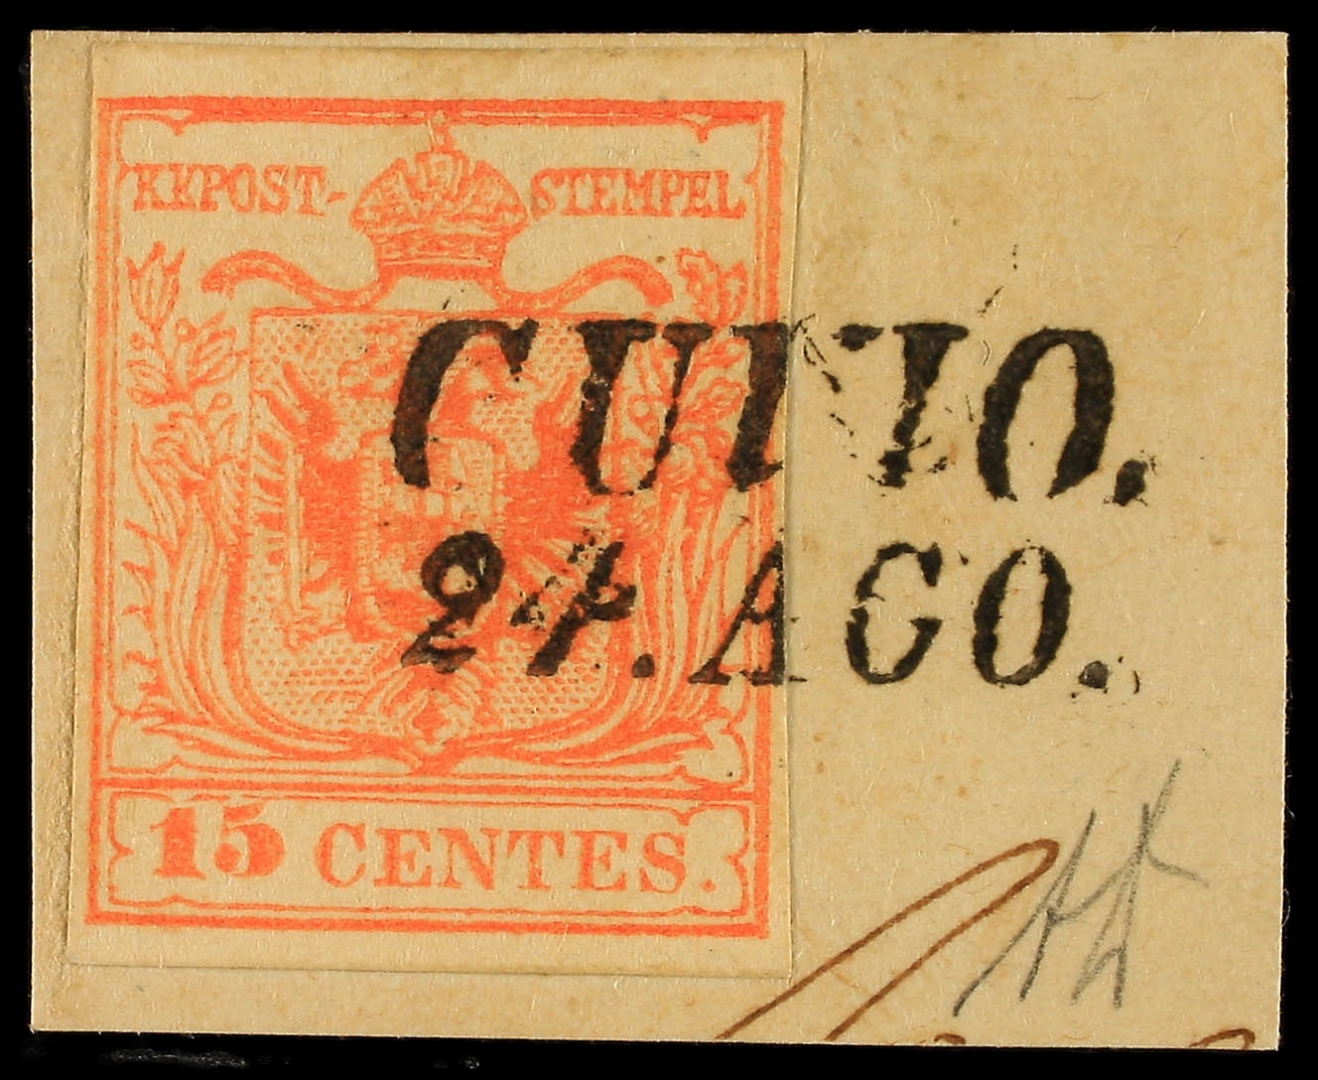 KKPOST-STEMPEL
CUVIO.
24. AGO.
15 CENTES.